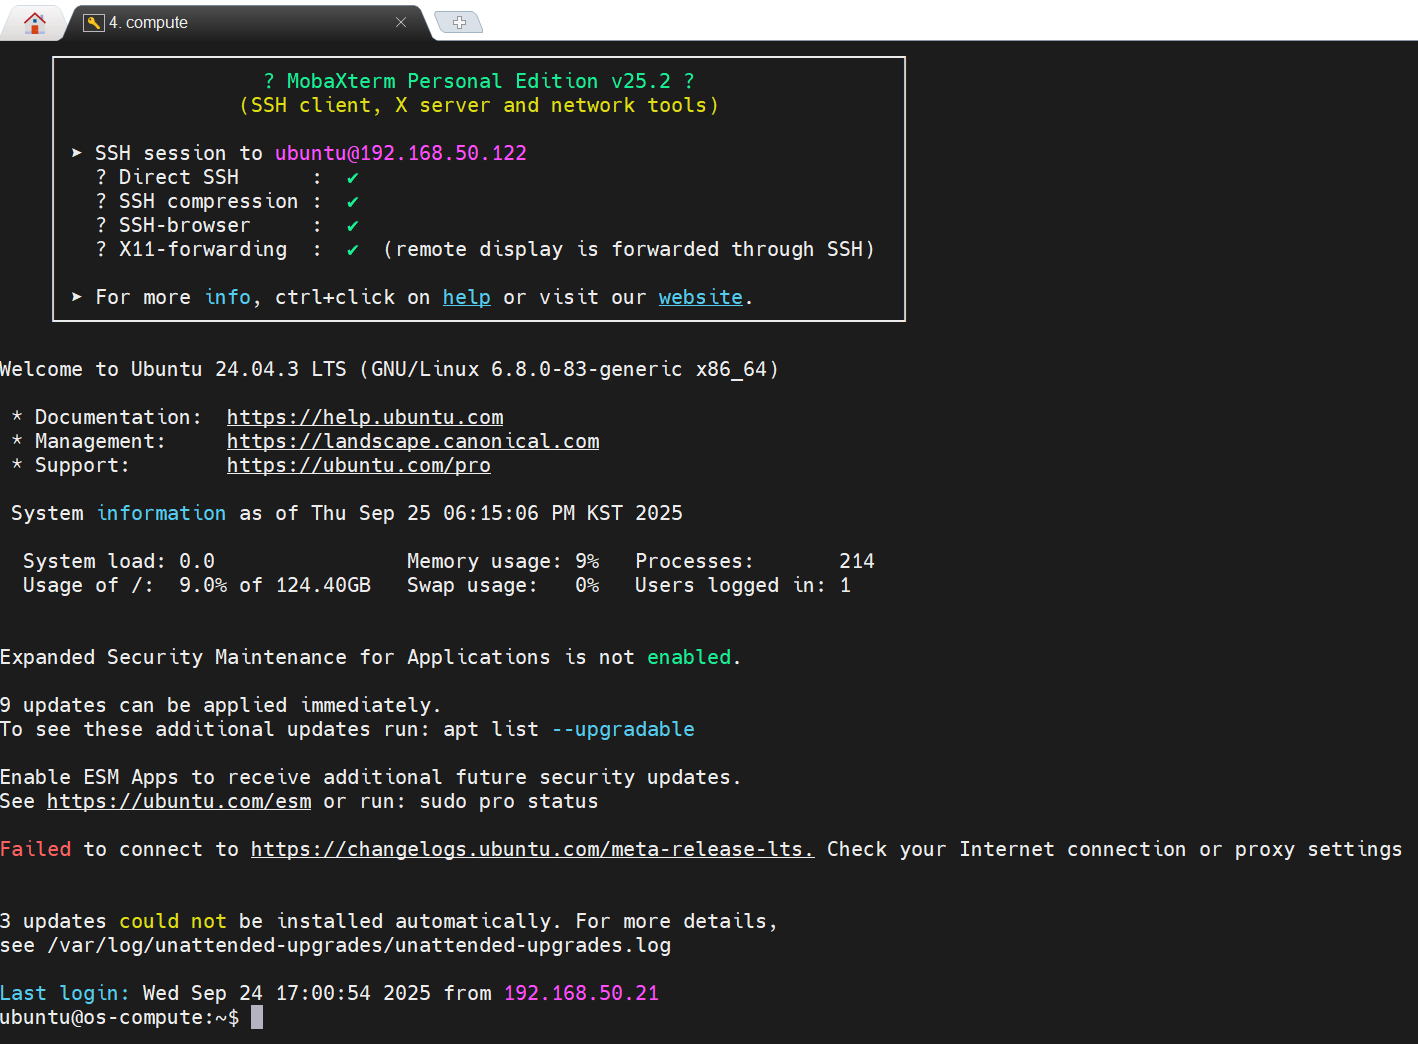 4. compute
? MobaXterm Personal Edition v25.2 ?
(SSH client, X server and network tools)
➤ SSH session to ubuntu@192.168.50.122
? Direct SSH      :  ✔
? SSH compression :  ✔
? SSH-browser     :  ✔
? X11-forwarding  :  ✔  (remote display is forwarded through SSH)
➤ For more info, ctrl+click on help or visit our website.
Welcome to Ubuntu 24.04.3 LTS (GNU/Linux 6.8.0-83-generic x86_64)
* Documentation:  https://help.ubuntu.com
* Management:     https://landscape.canonical.com
* Support:        https://ubuntu.com/pro
System information as of Thu Sep 25 06:15:06 PM KST 2025
System load: 0.0                Memory usage: 9%   Processes:       214
Usage of /:  9.0% of 124.40GB   Swap usage:   0%   Users logged in: 1
Expanded Security Maintenance for Applications is not enabled.
9 updates can be applied immediately.
To see these additional updates run: apt list --upgradable
Enable ESM Apps to receive additional future security updates.
See https://ubuntu.com/esm or run: sudo pro status
Failed to connect to https://changelogs.ubuntu.com/meta-release-lts. Check your Internet connection or proxy settings
3 updates could not be installed automatically. For more details,
see /var/log/unattended-upgrades/unattended-upgrades.log
Last login: Wed Sep 24 17:00:54 2025 from 192.168.50.21
ubuntu@os-compute:~$